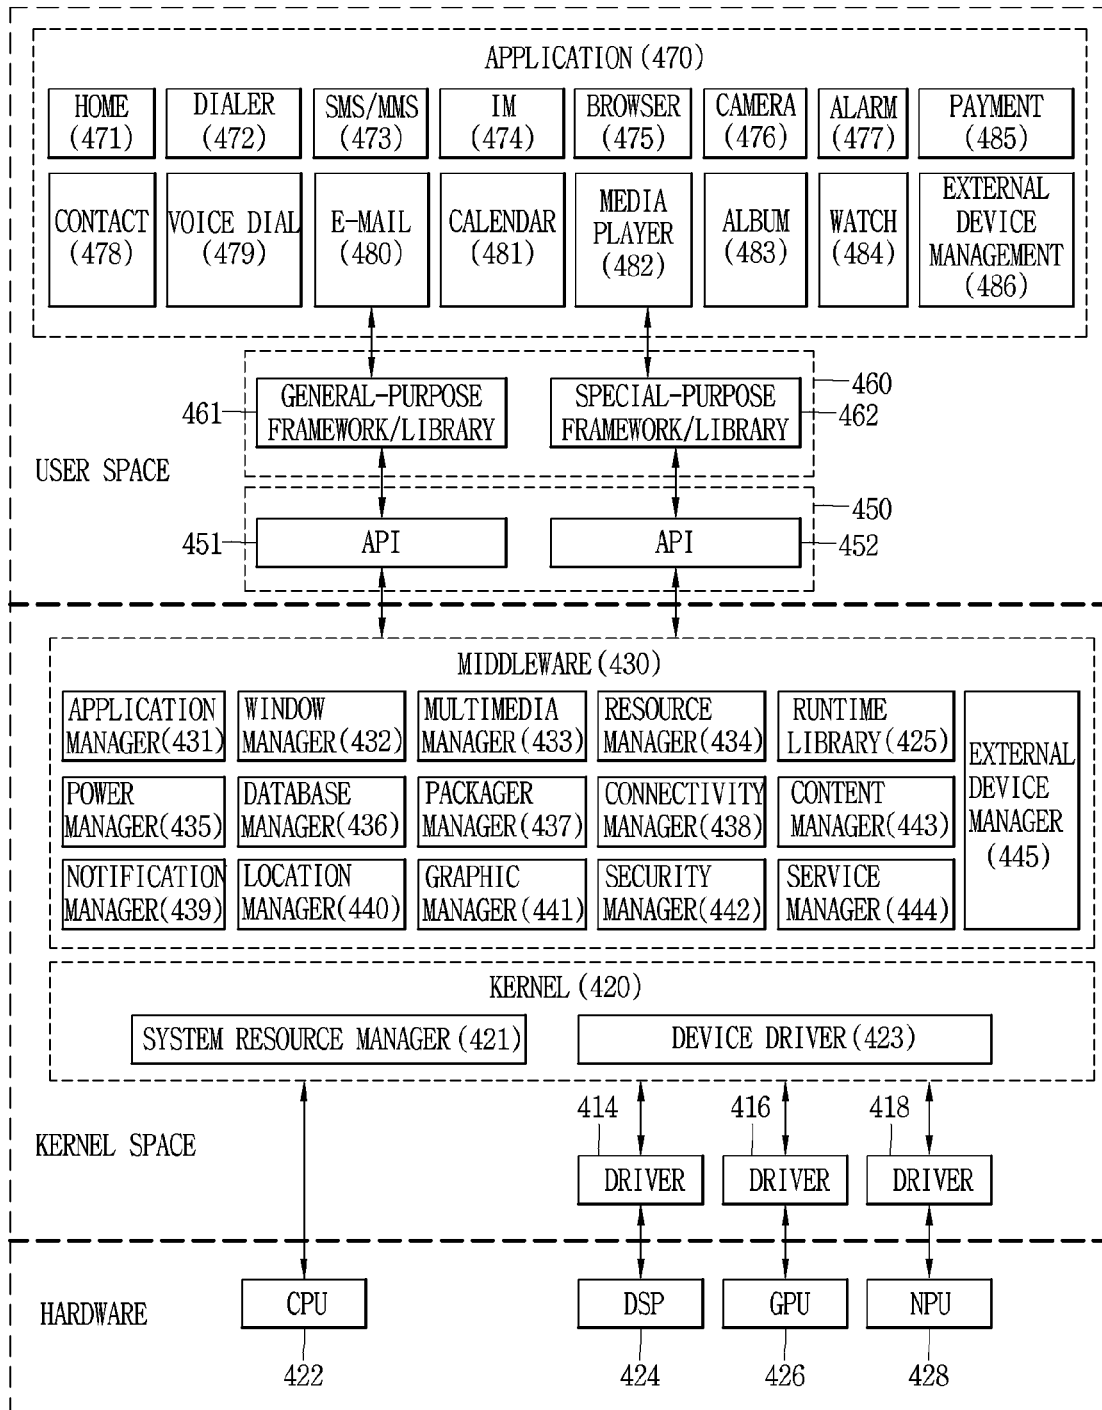 APPLICATION (470)
HOME
(471)
DIALER
(472)
SMS/MMS
(473)
IM
(474)
BROWSER
(475)
CAMERA
(476)
ALARM
(477)
PAYMENT
(485)
CONTACT
(478)
VOICE DIAL
(479)
E-MAIL
(480)
CALENDAR
(481)
MEDIA
PLAYER
(482)
ALBUM
(483)
WATCH
(484)
EXTERNAL
DEVICE
MANAGEMENT
(486)
460
461
GENERAL-PURPOSE
FRAMEWORK/LIBRARY
SPECIAL-PURPOSE
FRAMEWORK/LIBRARY
462
USER SPACE
450
451
API
API
452
MIDDLEWARE (430)
APPLICATION
MANAGER(431)
WINDOW
MANAGER(432)
MULTIMEDIA
MANAGER(433)
RESOURCE
MANAGER(434)
RUNTIME
LIBRARY(425)
EXTERNAL
DEVICE
MANAGER
(445)
POWER
MANAGER(435)
DATABASE
MANAGER(436)
PACKAGER
MANAGER(437)
CONNECTIVITY
MANAGER(438)
CONTENT
MANAGER(443)
NOTIFICATION
MANAGER(439)
LOCATION
MANAGER(440)
GRAPHIC
MANAGER(441)
SECURITY
MANAGER(442)
SERVICE
MANAGER(444)
KERNEL (420)
SYSTEM RESOURCE MANAGER (421)
DEVICE DRIVER (423)
414
416
418
KERNEL SPACE
DRIVER
DRIVER
DRIVER
HARDWARE
CPU
DSP
GPU
NPU
422
424
426
428